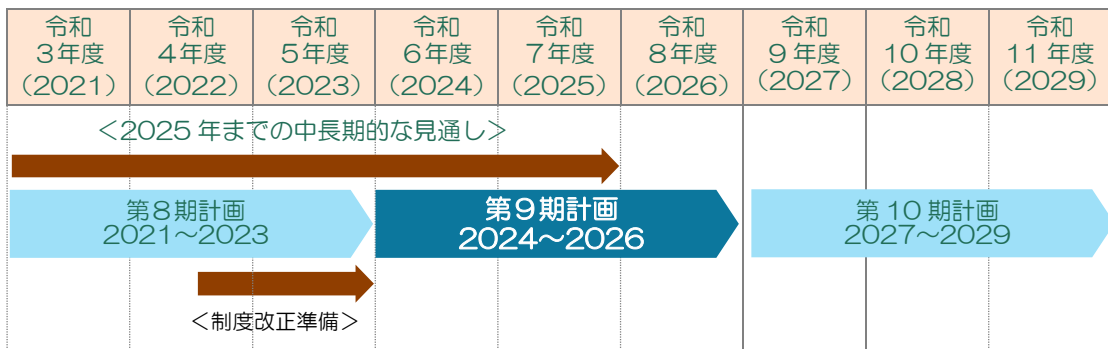 令和
3年度
(2021)
令和
4年度
(2022)
令和
5年度
(2023)
令和
6年度
(2024)
令和
7年度
(2025)
令和
8年度
(2026)
令和
9年度
(2027)
令和
10年度
(2028)
令和
11年度
(2029)
<2025年までの中長期的な見通し>
第8期計画
2021~2023
第9期計画
2024~2026
第10期計画
2027~2029
<制度改正準備>